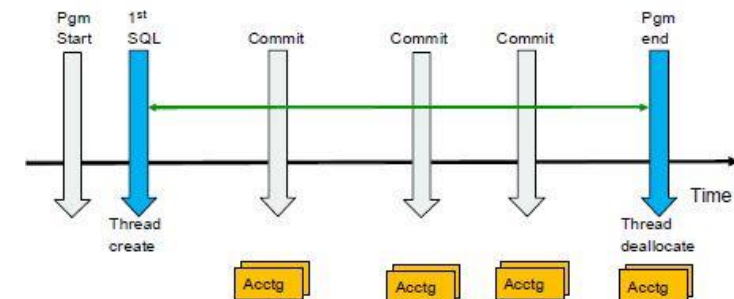 Pgm
Start
1st
SQL
Commit
Commit
Commit
Pgm
end
Time
Thread
create
Thread
deallocate
Acctg
Acctg
Acctg
Acctg